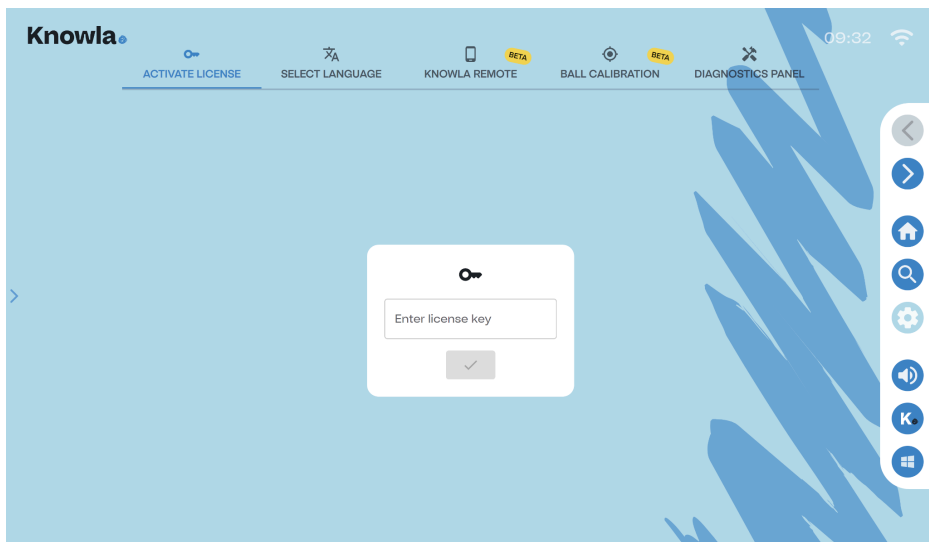 Knowla
09:32
ACTIVATE LICENSE
SELECT LANGUAGE
BETA
KNOWLA REMOTE
BETA
BALL CALIBRATION
DIAGNOSTICS PANEL
Enter license key
K.